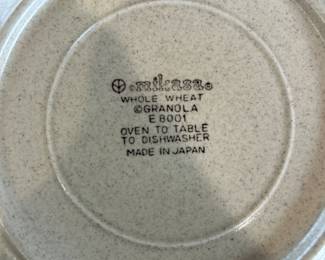 mikasa®
WHOLE WHEAT
©GRANOLA
E 8001
OVEN TO TABLE
TO DISHWASHER
MADE IN JAPAN